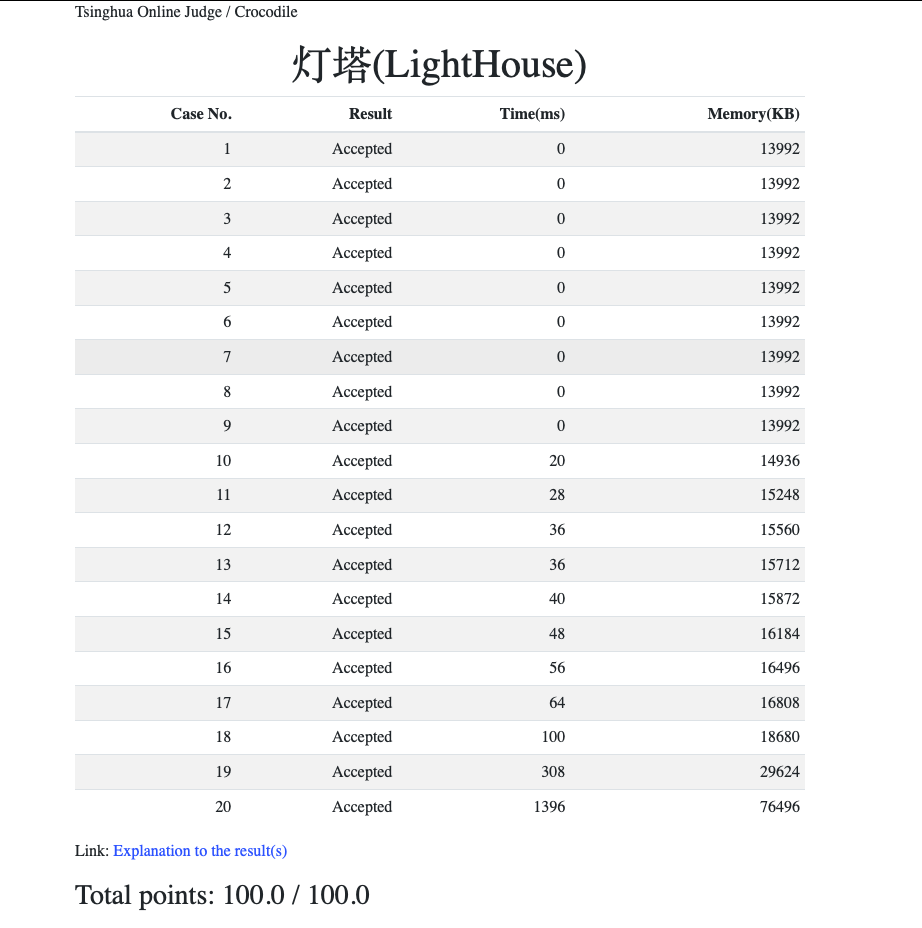 Tsinghua Online Judge / Crocodile
灯塔(LightHouse)
Case No. Result Time(ms) Memory(KB)
1 Accepted 0 13992
2 Accepted 0 13992
3 Accepted 0 13992
4 Accepted 0 13992
5 Accepted 0 13992
6 Accepted 0 13992
7 Accepted 0 13992
8 Accepted 0 13992
9 Accepted 0 13992
10 Accepted 20 14936
11 Accepted 28 15248
12 Accepted 36 15560
13 Accepted 36 15712
14 Accepted 40 15872
15 Accepted 48 16184
16 Accepted 56 16496
17 Accepted 64 16808
18 Accepted 100 18680
19 Accepted 308 29624
20 Accepted 1396 76496
Link: Explanation to the result(s)
Total points: 100.0 / 100.0